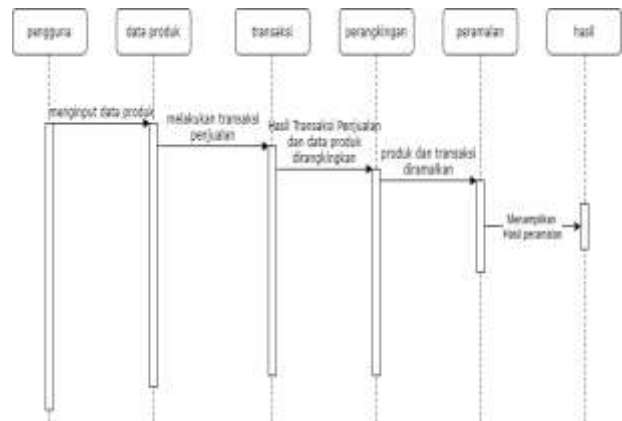 pengguna
data produk
transaksi
perangkingan
peramalan
hasil
menginput data produk
melakukan transaksi
penjualan
Hasil Transaksi Penjualan
dan data produk
dirangkingkan
produk dan transaksi
diramalkan
Menampilkan
Hasil peramalan